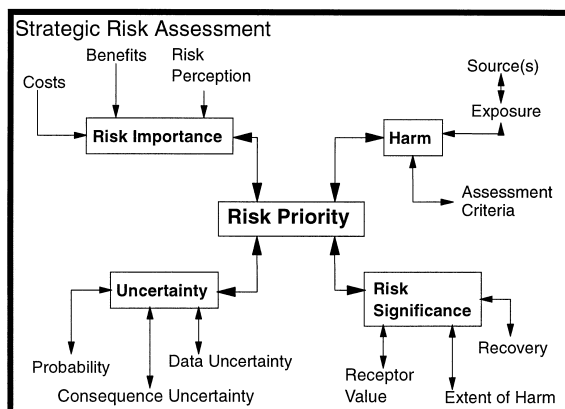 Strategic Risk Assessment
Benefits
Risk
Perception
Costs
Risk Importance
Source(s)
Exposure
Harm
Assessment
Criteria
Risk Priority
Uncertainty
Risk
Significance
Probability
Data Uncertainty
Consequence Uncertainty
Receptor
Value
Recovery
Extent of Harm